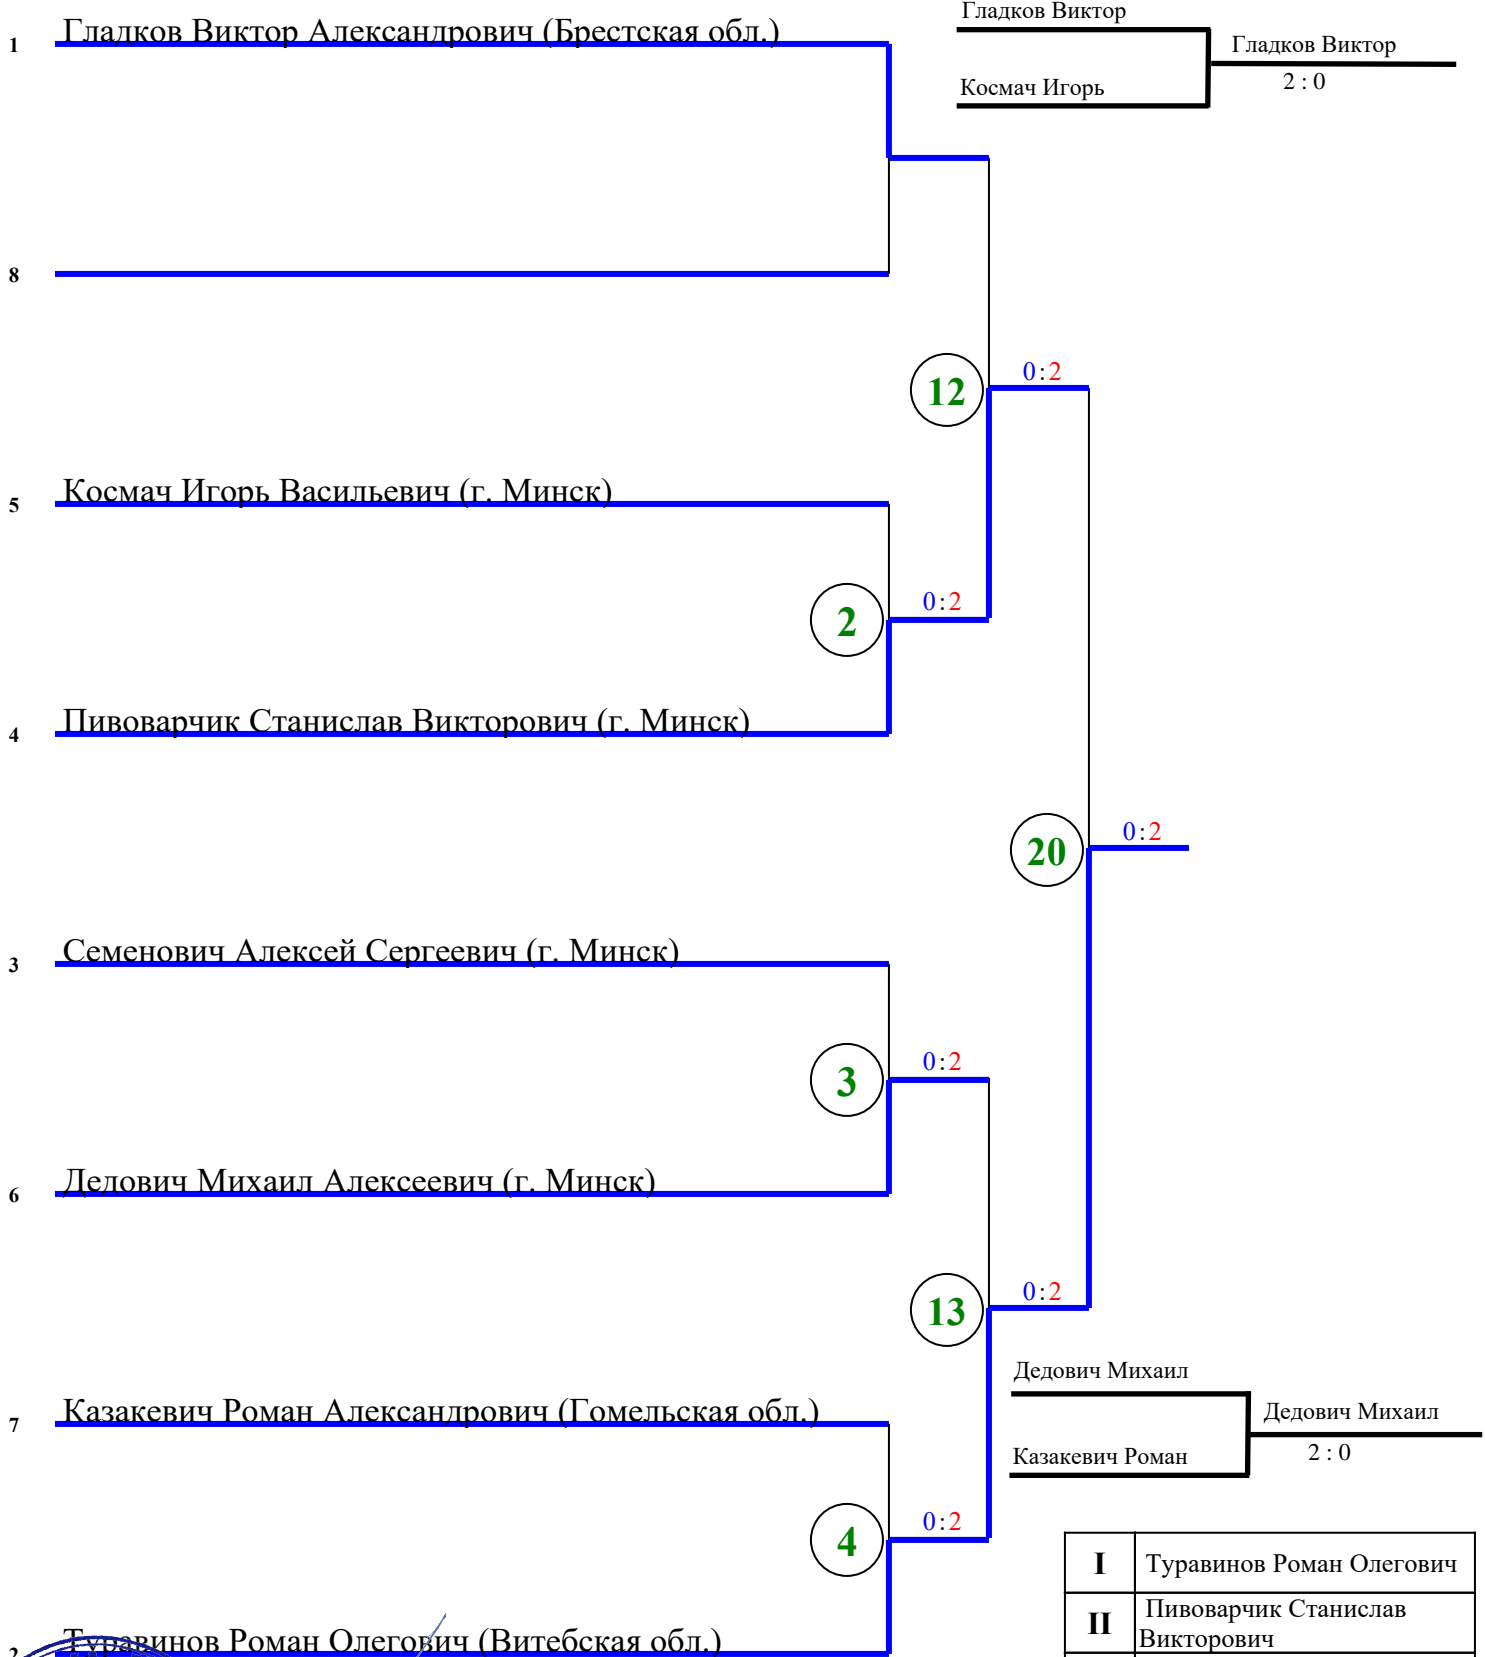 Гладков Виктор
1 Гладков Виктор Александрович (Брестская обл.)
Гладков Виктор
2 : 0
Космач Игорь
8
0:2
12
5 Космач Игорь Васильевич (г. Минск)
0:2
2
4 Пивоварчик Станислав Викторович (г. Минск)
0:2
20
3 Семенович Алексей Сергеевич (г. Минск)
0:2
3
6 Дедович Михаил Алексеевич (г. Минск)
0:2
13
Дедович Михаил
7 Казакевич Роман Александрович (Гомельская обл.)
Дедович Михаил
2 : 0
Казакевич Роман
0:2
4
I Туравинов Роман Олегович
II Пивоварчик Станислав
Викторович
2 Туравинов Роман Олегович (Витебская обл.)